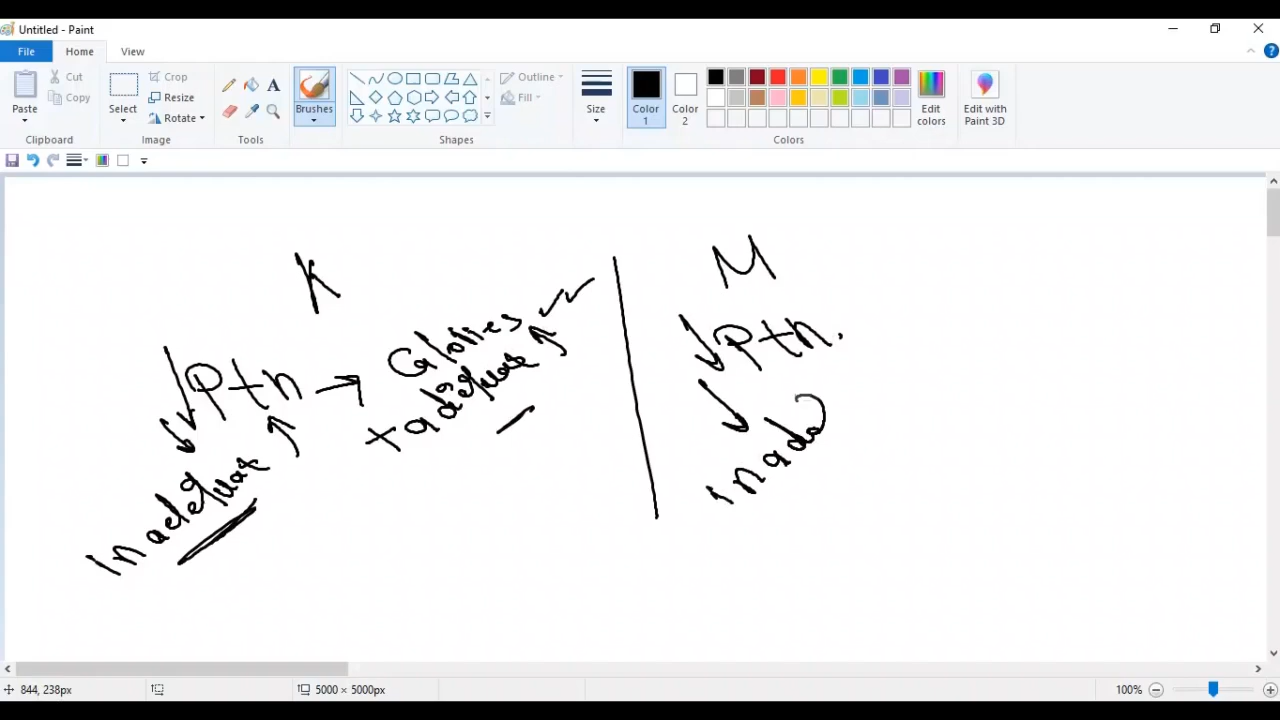 Untitled - Paint
File Home View
Paste
Cut
Copy
Clipboard
Select
Crop
Resize
Rotate
Image
Tools
Brushes
Outline
Fill
Shapes
Size
Color 1
Color 2
Edit colors
Colors
Edit with Paint 3D
K
↓ Ptn → Calories ✓✓
+ adequate ↑
↓ ↑
Inadequate
M
↓ Ptn.
↓
Inade
844, 238px
5000 × 5000px
100%